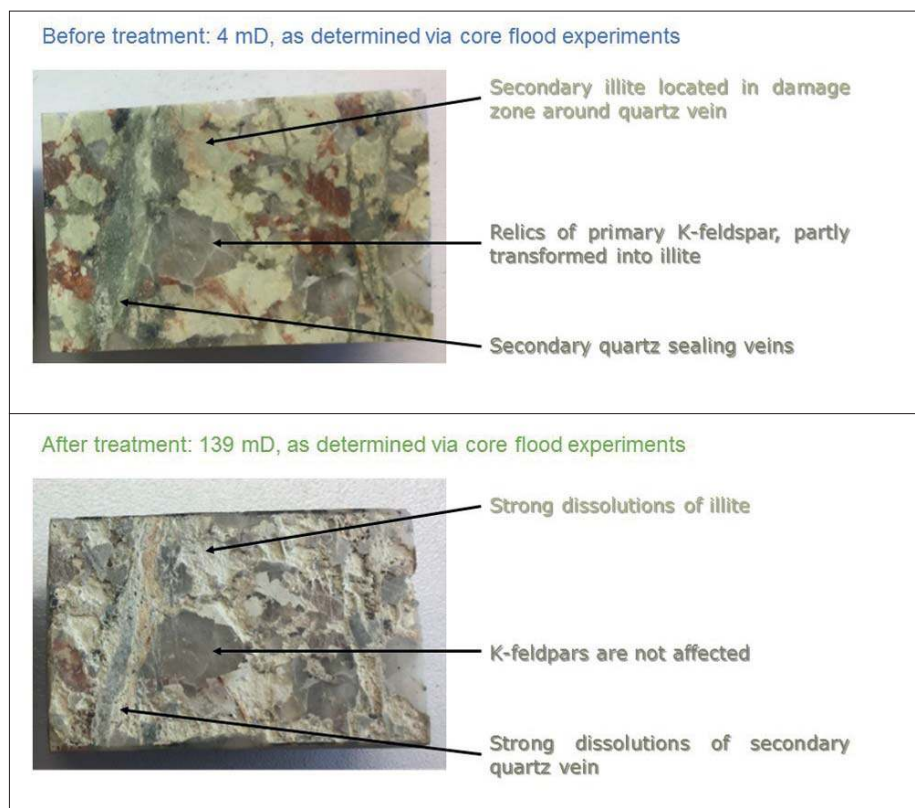 Before treatment: 4 mD, as determined via core flood experiments
Secondary illite located in damage
zone around quartz vein
Relics of primary K-feldspar, partly
transformed into illite
Secondary quartz sealing veins
After treatment: 139 mD, as determined via core flood experiments
Strong dissolutions of illite
K-feldpars are not affected
Strong dissolutions of secondary
quartz vein